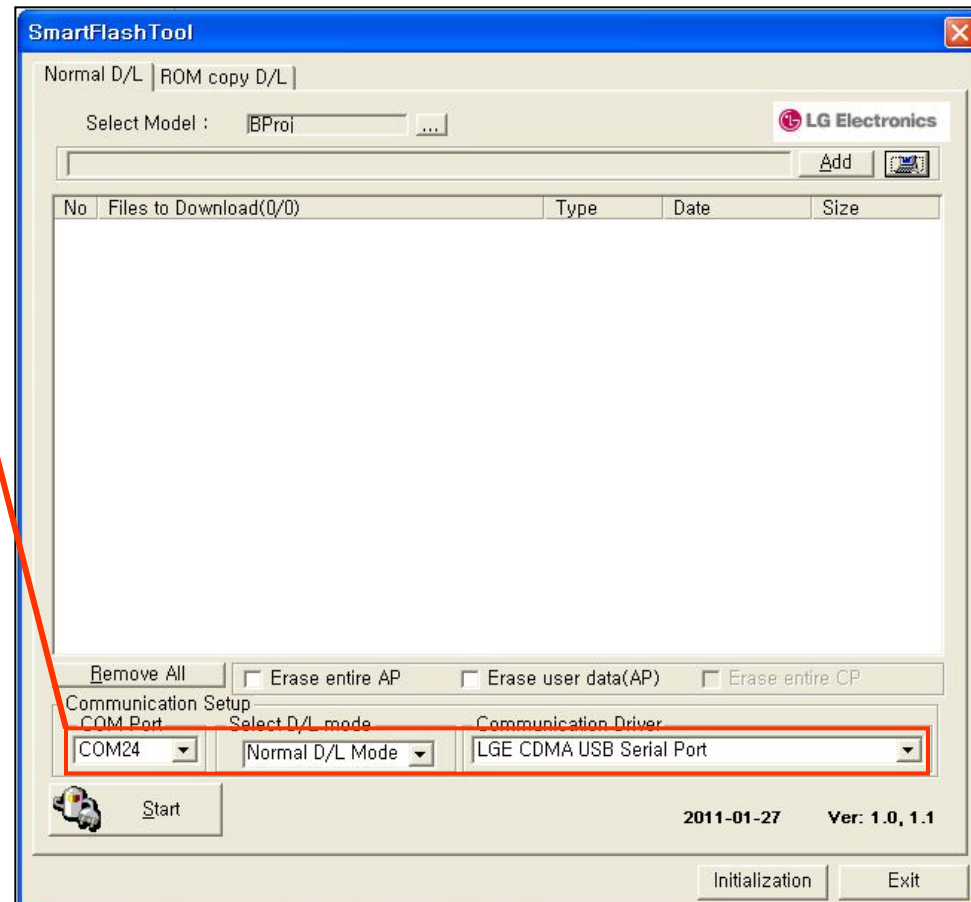 SmartFlashTool
Normal D/L ROM copy D/L
Select Model : BProj ... LG Electronics
Add
No Files to Download(0/0) Type Date Size
Remove All Erase entire AP Erase user data(AP) Erase entire CP
Communication Setup
COM Port Select D/L mode Communication Driver
COM24 Normal D/L Mode LGE CDMA USB Serial Port
Start 2011-01-27 Ver: 1.0, 1.1
Initialization Exit